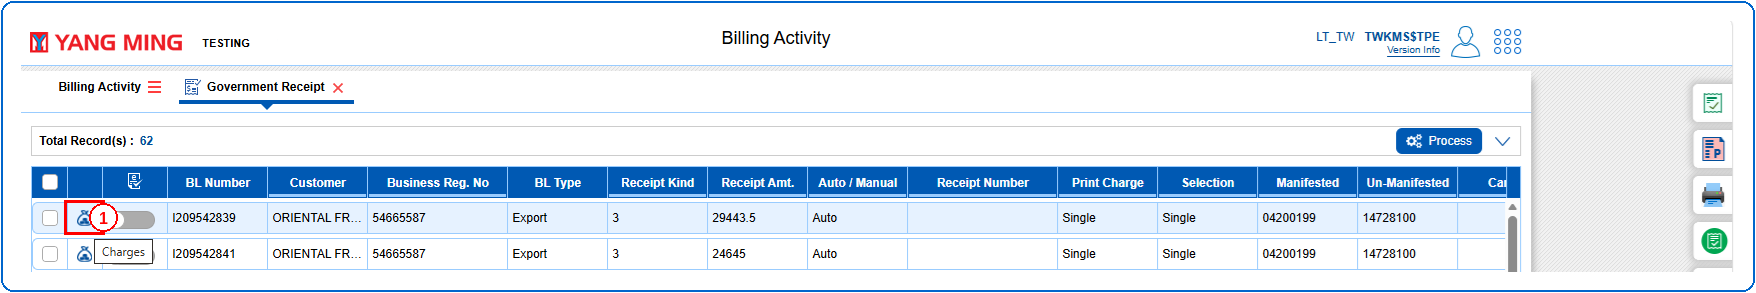 YANG MING TESTING Billing Activity LT_TW TWKMS$TPE
Version Info
Billing Activity Government Receipt
Total Record(s) : 62 Process
BL Number Customer Business Reg. No BL Type Receipt Kind Receipt Amt. Auto / Manual Receipt Number Print Charge Selection Manifested Un-Manifested Car
1 I209542839 ORIENTAL FR... 54665587 Export 3 29443.5 Auto Single Single 04200199 14728100
Charges I209542841 ORIENTAL FR... 54665587 Export 3 24645 Auto Single Single 04200199 14728100